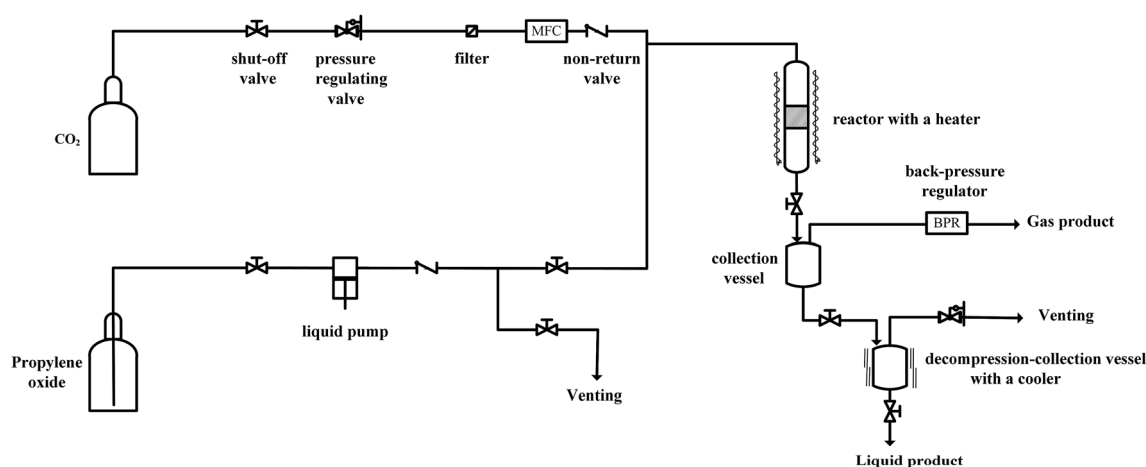 MFC
shut-off
valve
pressure
regulating
valve
filter
non-return
valve
CO₂
reactor with a heater
back-pressure
regulator
BPR
Gas product
collection
vessel
liquid pump
Propylene
oxide
Venting
Venting
decompression-collection vessel
with a cooler
Liquid product